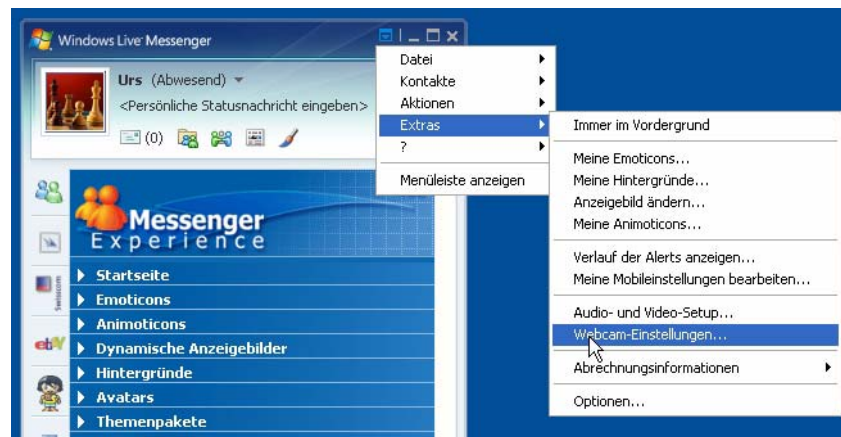 Windows Live Messenger
Urs (Abwesend)
<Persönliche Statusnachricht eingeben>
(0)
Datei
Kontakte
Aktionen
Extras
?
Menüleiste anzeigen
Immer im Vordergrund
Meine Emoticons...
Meine Hintergründe...
Anzeigebild ändern...
Meine Animoticons...
Verlauf der Alerts anzeigen...
Meine Mobileinstellungen bearbeiten...
Audio- und Video-Setup...
Webcam-Einstellungen...
Abrechnungsinformationen
Optionen...
Messenger
Experience
Startseite
Emoticons
Animoticons
Dynamische Anzeigebilder
Hintergründe
Avatars
Themenpakete
swisscom
ebay